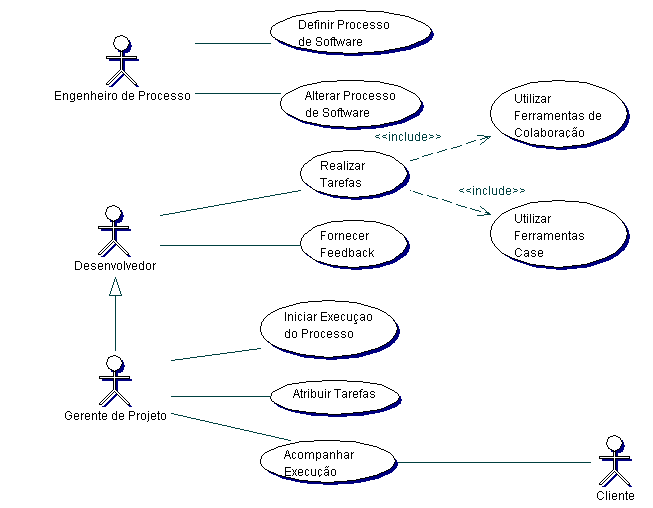 Definir Processo
de Software
Engenheiro de Processo
Alterar Processo
de Software
Utilizar
Ferramentas de
Colaboração
<<include>>
Realizar
Tarefas
<<include>>
Utilizar
Ferramentas
Case
Desenvolvedor
Fornecer
Feedback
Iniciar Execuçao
do Processo
Gerente de Projeto
Atribuir Tarefas
Acompanhar
Execução
Cliente